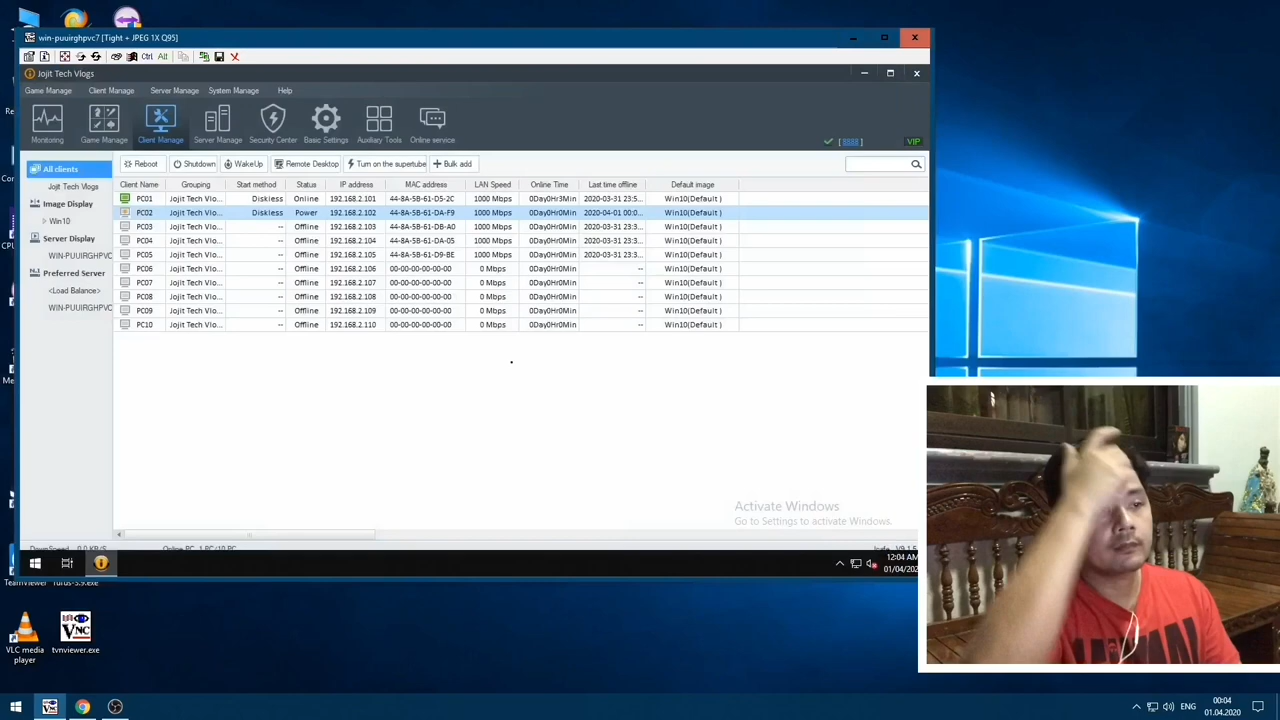 win-puuirghpvc7 [Tight + JPEG 1X Q95]
Ctrl Alt
Jojit Tech Vlogs
Game Manage Client Manage Server Manage System Manage Help
Monitoring Game Manage Client Manage Server Manage Security Center Basic Settings Auxiliary Tools Online service
[ 8888 ] VIP
All clients
Jojit Tech Vlogs
Image Display
Win10
Server Display
WIN-PUUIRGHPVC
Preferred Server
<Load Balance>
WIN-PUUIRGHPVC
Reboot Shutdown WakeUp Remote Desktop Turn on the supertube Bulk add
Client Name Grouping Start method Status IP address MAC address LAN Speed Online Time Last time offline Default image
PC01 Jojit Tech Vlo... Diskless Online 192.168.2.101 44-8A-5B-61-D5-2C 1000 Mbps 0Day0Hr3Min 2020-03-31 23:5... Win10(Default )
PC02 Jojit Tech Vlo... Diskless Power 192.168.2.102 44-8A-5B-61-DA-F9 1000 Mbps 0Day0Hr0Min 2020-04-01 00:0... Win10(Default )
PC03 Jojit Tech Vlo... -- Offline 192.168.2.103 44-8A-5B-61-DB-A0 1000 Mbps 0Day0Hr0Min 2020-03-31 23:3... Win10(Default )
PC04 Jojit Tech Vlo... -- Offline 192.168.2.104 44-8A-5B-61-DA-05 1000 Mbps 0Day0Hr0Min 2020-03-31 23:3... Win10(Default )
PC05 Jojit Tech Vlo... -- Offline 192.168.2.105 44-8A-5B-61-D9-BE 1000 Mbps 0Day0Hr0Min 2020-03-31 23:3... Win10(Default )
PC06 Jojit Tech Vlo... -- Offline 192.168.2.106 00-00-00-00-00-00 0 Mbps 0Day0Hr0Min -- Win10(Default )
PC07 Jojit Tech Vlo... -- Offline 192.168.2.107 00-00-00-00-00-00 0 Mbps 0Day0Hr0Min -- Win10(Default )
PC08 Jojit Tech Vlo... -- Offline 192.168.2.108 00-00-00-00-00-00 0 Mbps 0Day0Hr0Min -- Win10(Default )
PC09 Jojit Tech Vlo... -- Offline 192.168.2.109 00-00-00-00-00-00 0 Mbps 0Day0Hr0Min -- Win10(Default )
PC10 Jojit Tech Vlo... -- Offline 192.168.2.110 00-00-00-00-00-00 0 Mbps 0Day0Hr0Min -- Win10(Default )
Activate Windows
Go to Settings to activate Windows.
12:04 AM
VLC media player
VNC
tvnviewer.exe
ENG
00:04
01.04.2020